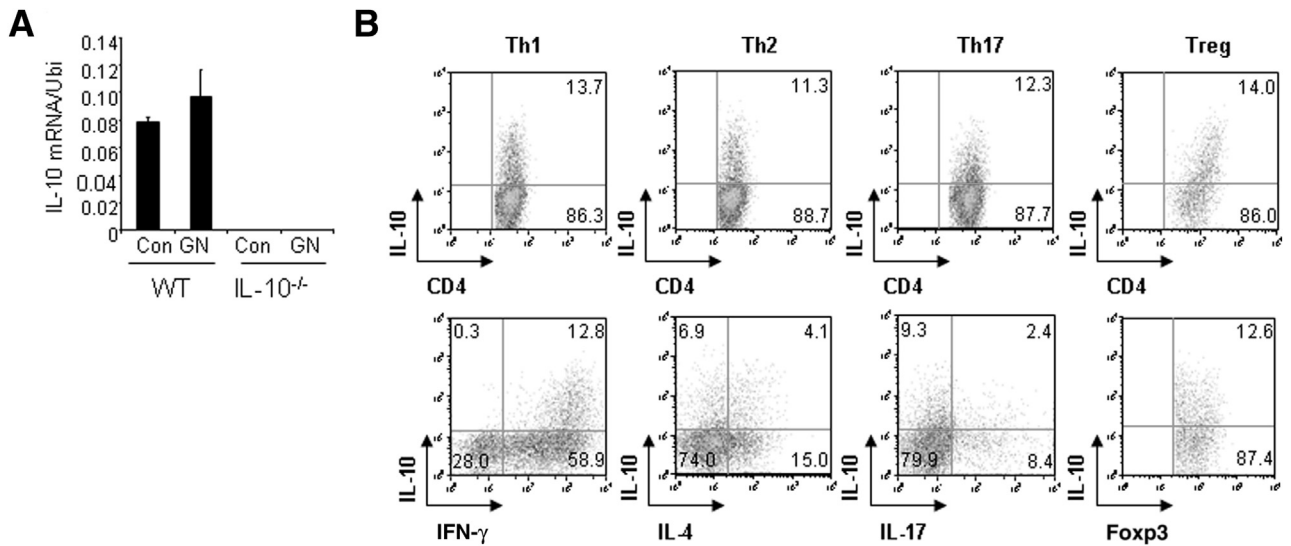 A
IL-10 mRNA/Ubi
0.14
0.12
0.10
0.08
0.06
0.04
0.02
0
Con GN Con GN
WT IL-10-/-
B
Th1 Th2 Th17 Treg
13.7 11.3 12.3 14.0
86.3 88.7 87.7 86.0
IL-10 IL-10 IL-10 IL-10
CD4 CD4 CD4 CD4
0.3 12.8 6.9 4.1 9.3 2.4 12.6
28.0 58.9 74.0 15.0 79.9 8.4 87.4
IL-10 IL-10 IL-10 IL-10
IFN-γ IL-4 IL-17 Foxp3